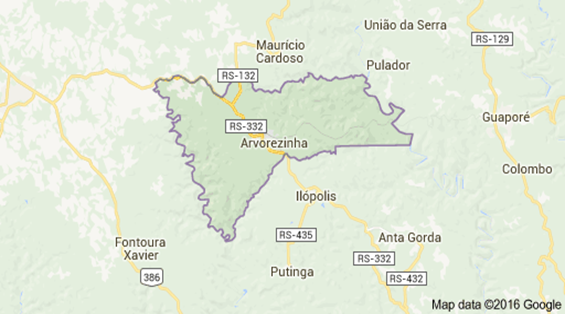 União da Serra
RS-129
Maurício
Cardoso
Pulador
RS-132
Guaporé
RS-332
Arvorezinha
Colombo
Ilópolis
RS-435
Anta Gorda
Fontoura
Xavier
RS-332
Putinga
386
RS-432
Map data ©2016 Google